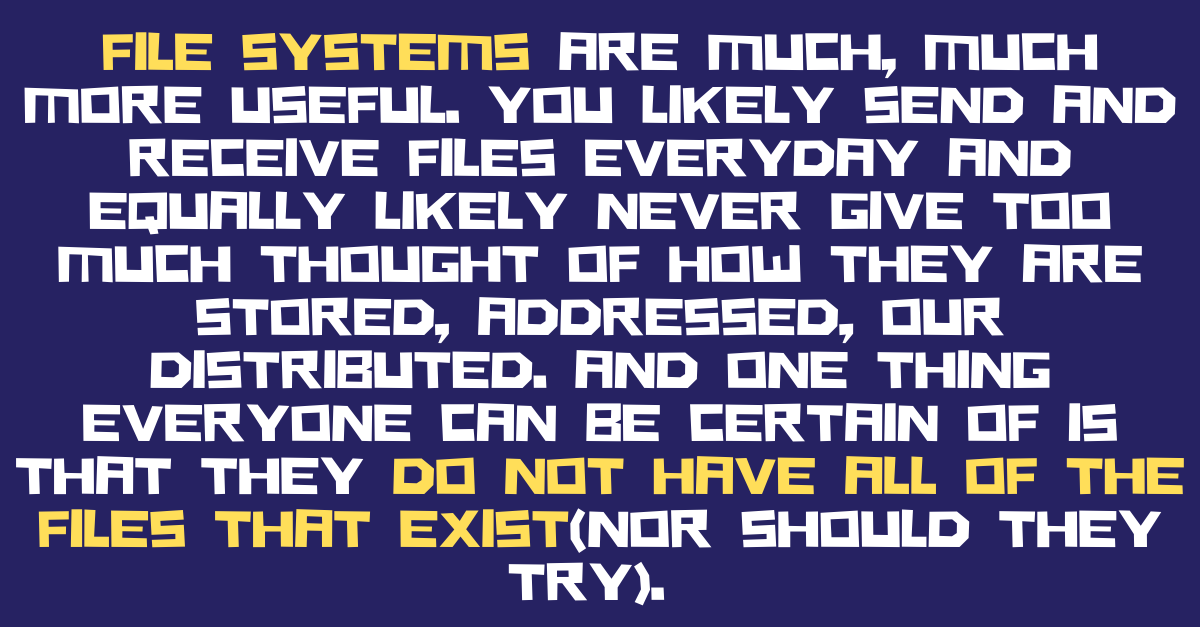 FILE SYSTEMS ARE MUCH, MUCH
MORE USEFUL. YOU LIKELY SEND AND
RECEIVE FILES EVERYDAY AND
EQUALLY LIKELY NEVER GIVE TOO
MUCH THOUGHT OF HOW THEY ARE
STORED, ADDRESSED, OUR
DISTRIBUTED. AND ONE THING
EVERYONE CAN BE CERTAIN OF IS
THAT THEY DO NOT HAVE ALL OF THE
FILES THAT EXIST(NOR SHOULD THEY
TRY).